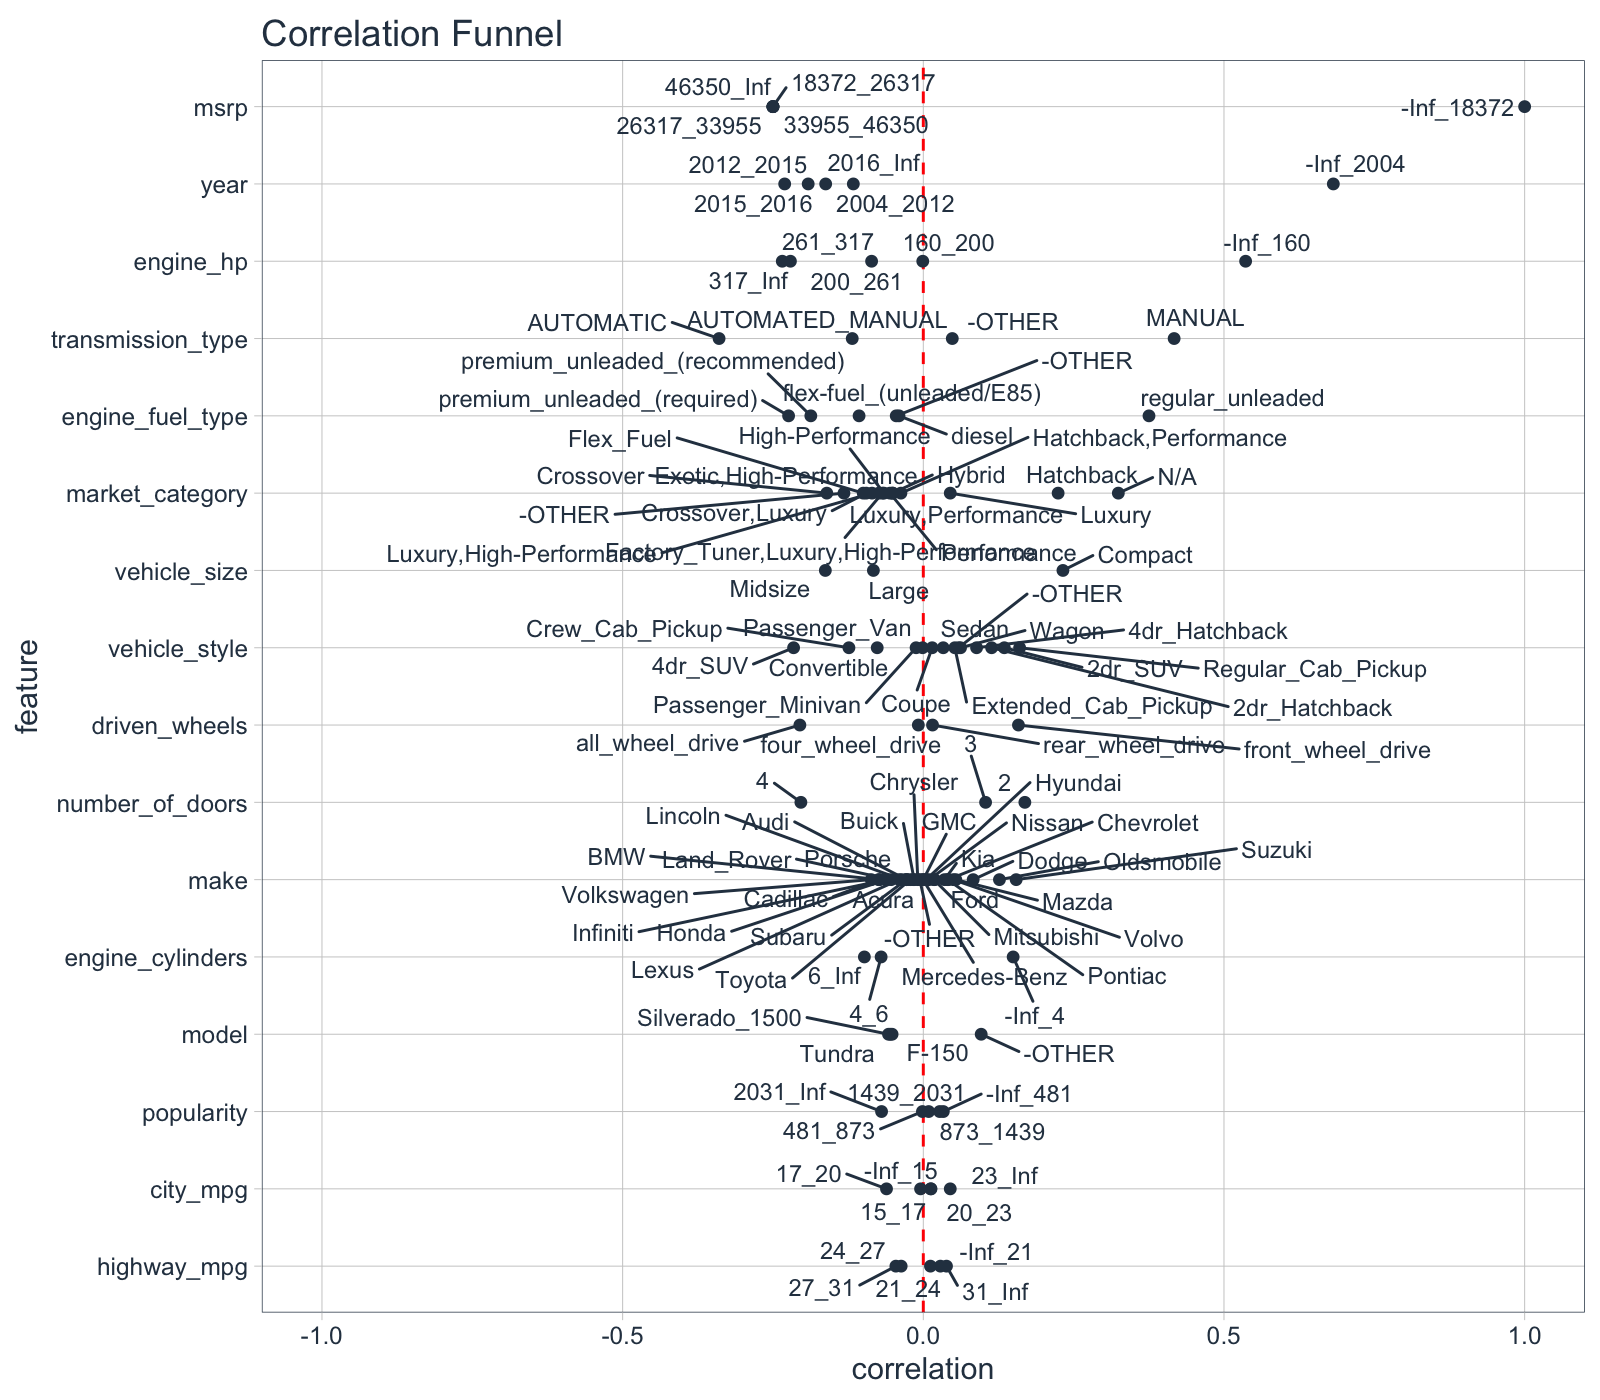 Correlation Funnel
msrp
46350_Inf
18372_26317
26317_33955
33955_46350
-Inf_18372
year
2012_2015
2016_Inf
-Inf_2004
2015_2016
2004_2012
engine_hp
261_317
160_200
-Inf_160
317_Inf
200_261
transmission_type
AUTOMATIC
AUTOMATED_MANUAL
-OTHER
MANUAL
engine_fuel_type
premium_unleaded_(recommended)
-OTHER
premium_unleaded_(required)
flex-fuel_(unleaded/E85)
regular_unleaded
diesel
market_category
Flex_Fuel
High-Performance
Hatchback,Performance
Crossover
Exotic,High-Performance
Hybrid
Hatchback
N/A
-OTHER
Crossover,Luxury
Luxury,Performance
Luxury
Luxury,High-Performance
Factory_Tuner,Luxury,High-Performance
Performance
vehicle_size
Compact
Midsize
Large
vehicle_style
-OTHER
Crew_Cab_Pickup
Passenger_Van
Sedan
Wagon
4dr_Hatchback
4dr_SUV
Convertible
2dr_SUV
Regular_Cab_Pickup
Passenger_Minivan
Coupe
Extended_Cab_Pickup
2dr_Hatchback
driven_wheels
all_wheel_drive
four_wheel_drive
rear_wheel_drive
front_wheel_drive
number_of_doors
3
4
2
make
Chrysler
Hyundai
Lincoln
Audi
Buick
GMC
Nissan
Chevrolet
BMW
Land_Rover
Porsche
Kia
Dodge
Oldsmobile
Suzuki
Volkswagen
Cadillac
Acura
Ford
Mazda
Infiniti
Honda
Subaru
-OTHER
Mitsubishi
Volvo
Lexus
Toyota
Mercedes-Benz
Pontiac
engine_cylinders
6_Inf
4_6
-Inf_4
model
Silverado_1500
Tundra
F-150
-OTHER
popularity
2031_Inf
1439_2031
-Inf_481
481_873
873_1439
city_mpg
17_20
-Inf_15
23_Inf
15_17
20_23
highway_mpg
24_27
-Inf_21
27_31
21_24
31_Inf
feature
-1.0
-0.5
0.0
0.5
1.0
correlation